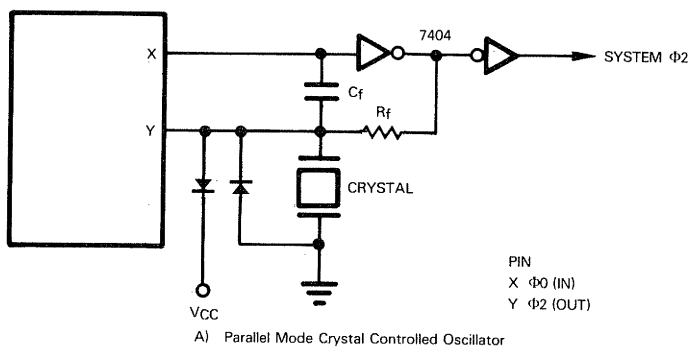 7404
X
SYSTEM Φ2
Cf
Rf
Y
CRYSTAL
PIN
X Φ0 (IN)
Y Φ2 (OUT)
VCC
A) Parallel Mode Crystal Controlled Oscillator